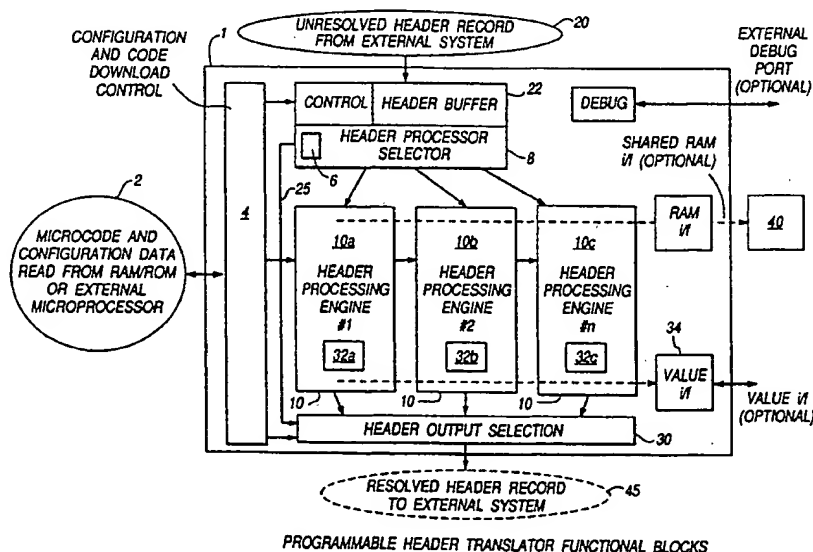 CONFIGURATION
AND CODE
DOWNLOAD
CONTROL
1
UNRESOLVED HEADER RECORD
FROM EXTERNAL SYSTEM
20
EXTERNAL
DEBUG
PORT
(OPTIONAL)
CONTROL
HEADER BUFFER
22
DEBUG
HEADER PROCESSOR
SELECTOR
6
8
SHARED RAM
I/I (OPTIONAL)
2
25
4
MICROCODE AND
CONFIGURATION DATA
READ FROM RAM/ROM
OR EXTERNAL
MICROPROCESSOR
10a
HEADER
PROCESSING
ENGINE
#1
32a
10
10b
HEADER
PROCESSING
ENGINE
#2
32b
10
10c
HEADER
PROCESSING
ENGINE
#n
32c
10
RAM
I/I
40
34
VALUE
I/I
VALUE I/I
(OPTIONAL)
HEADER OUTPUT SELECTION
30
RESOLVED HEADER RECORD
TO EXTERNAL SYSTEM
45
PROGRAMMABLE HEADER TRANSLATOR FUNCTIONAL BLOCKS